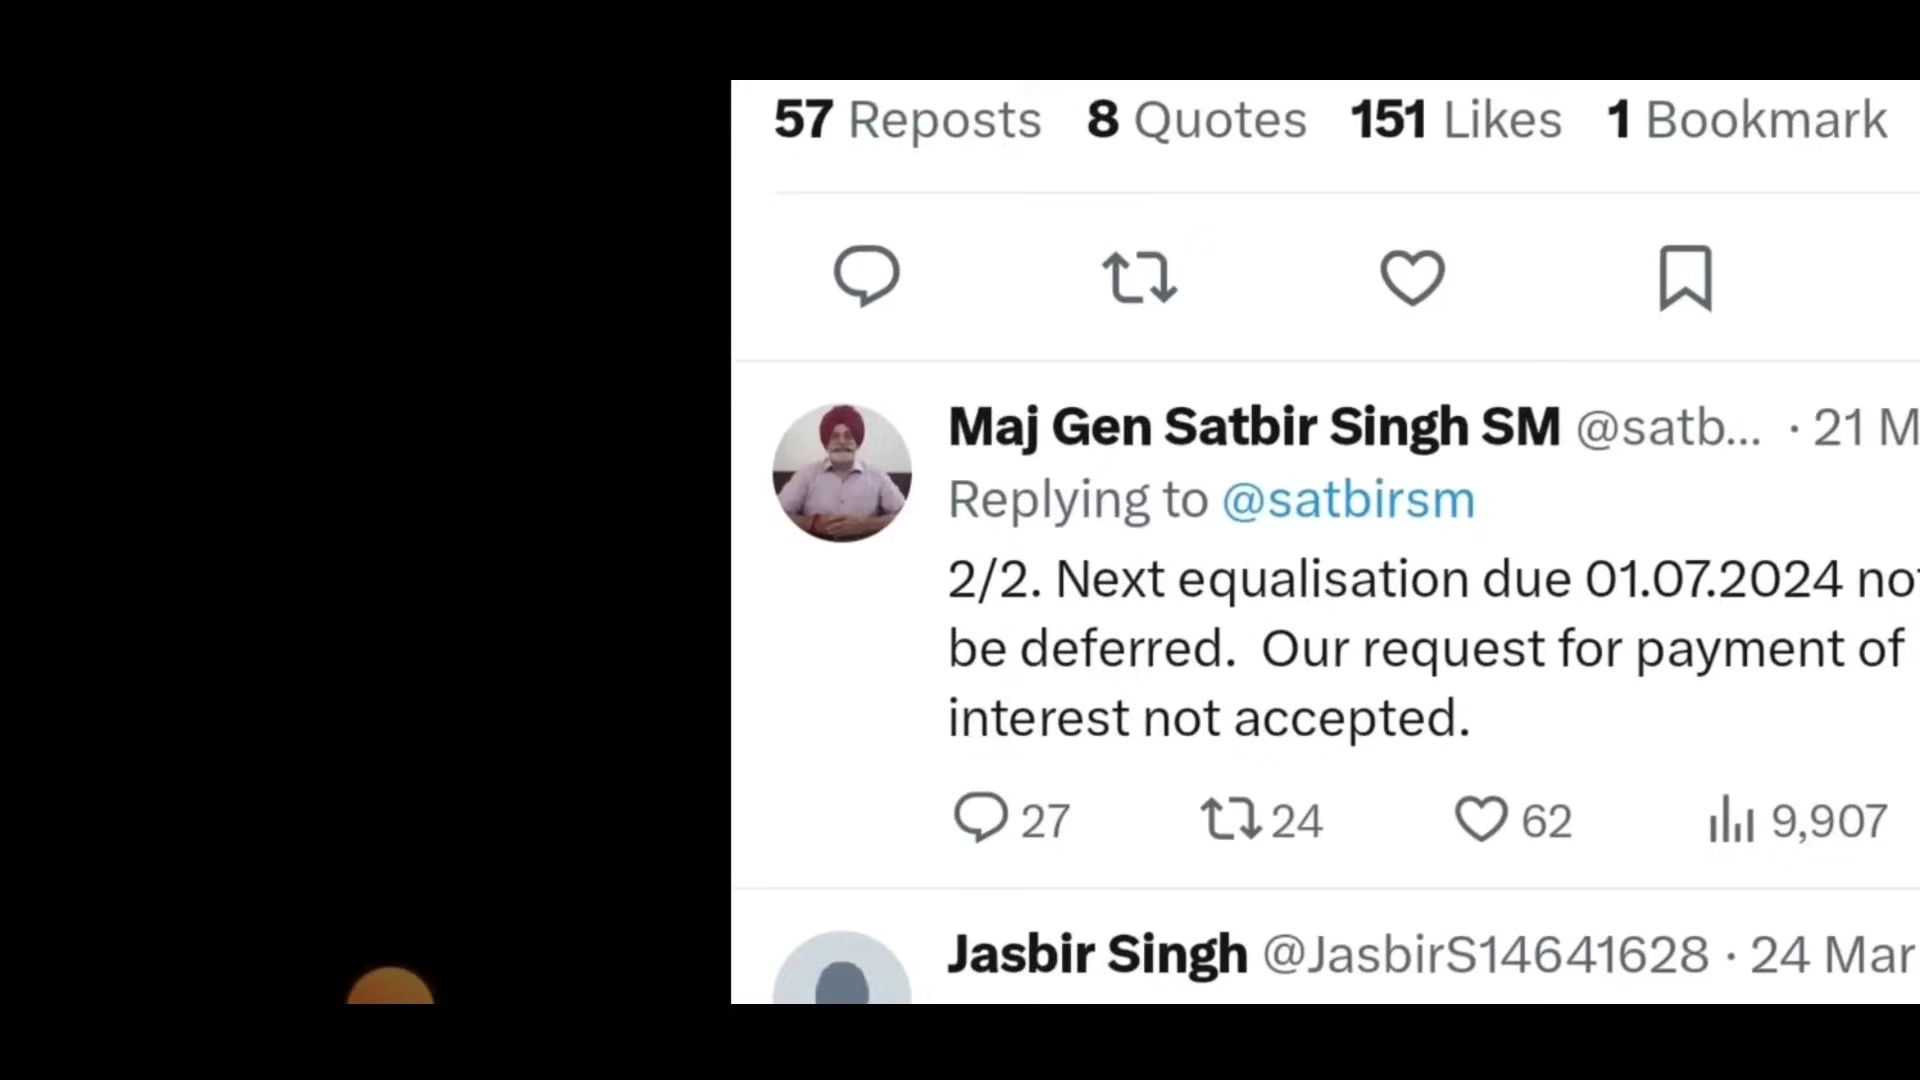 57 Reposts 8 Quotes 151 Likes 1 Bookmark
Maj Gen Satbir Singh SM @satb... · 21 M
Replying to @satbirsm
2/2. Next equalisation due 01.07.2024 not
be deferred. Our request for payment of
interest not accepted.
27 24 62 9,907
Jasbir Singh @JasbirS14641628 · 24 Mar